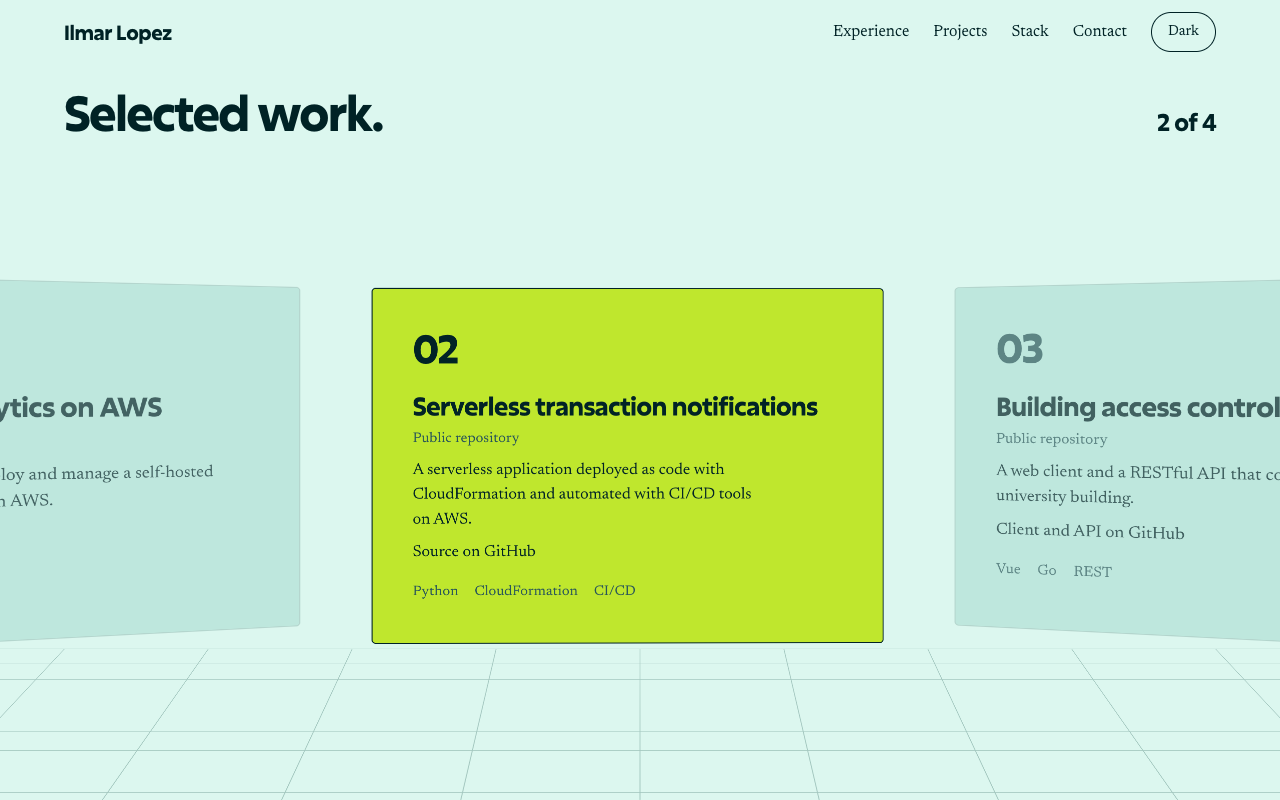 Ilmar Lopez
Experience Projects Stack Contact Dark
Selected work.
2 of 4
on AWS
loy and manage a self-hosted
AWS.
02
Serverless transaction notifications
Public repository
A serverless application deployed as code with
CloudFormation and automated with CI/CD tools
on AWS.
Source on GitHub
Python CloudFormation CI/CD
03
Building access control
Public repository
A web client and a RESTful API that
university building.
Client and API on GitHub
Vue Go REST